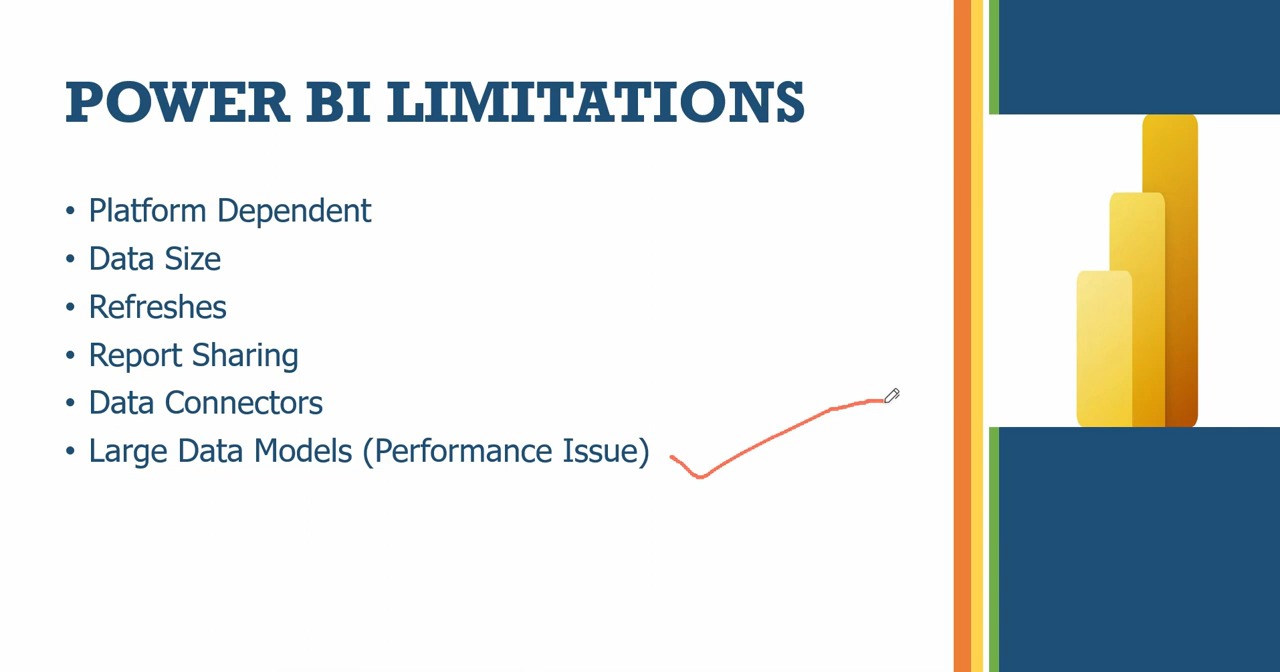 POWER BI LIMITATIONS
• Platform Dependent
• Data Size
• Refreshes
• Report Sharing
• Data Connectors
• Large Data Models (Performance Issue)